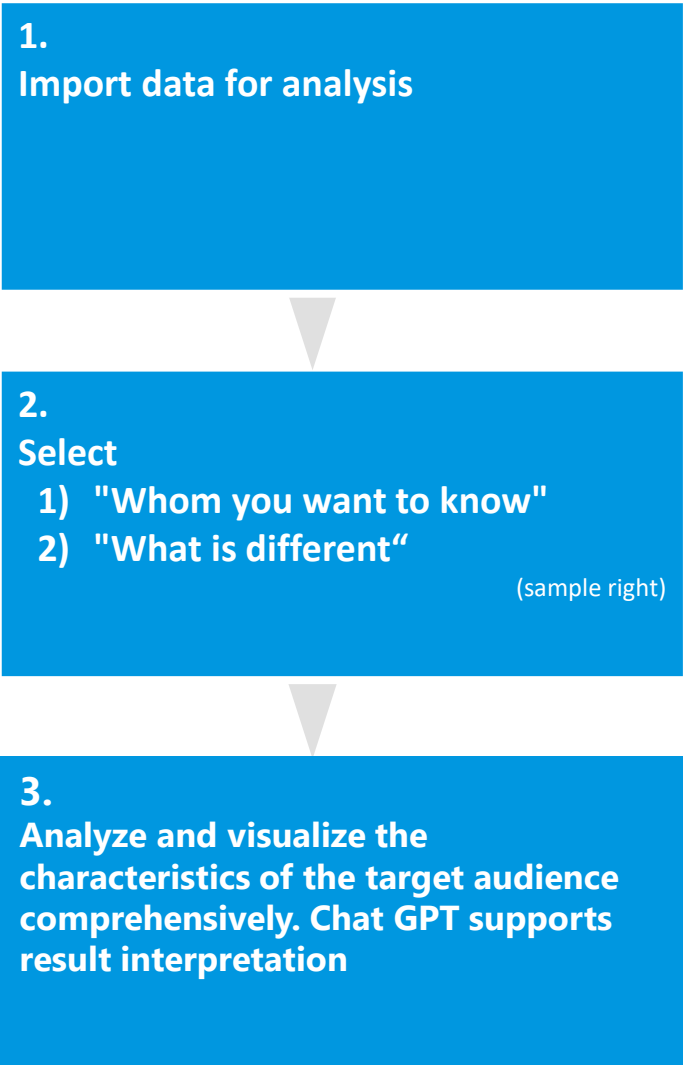 1.
Import data for analysis
2.
Select
1) "Whom you want to know"
2) "What is different“
(sample right)
3.
Analyze and visualize the
characteristics of the target audience
comprehensively. Chat GPT supports
result interpretation